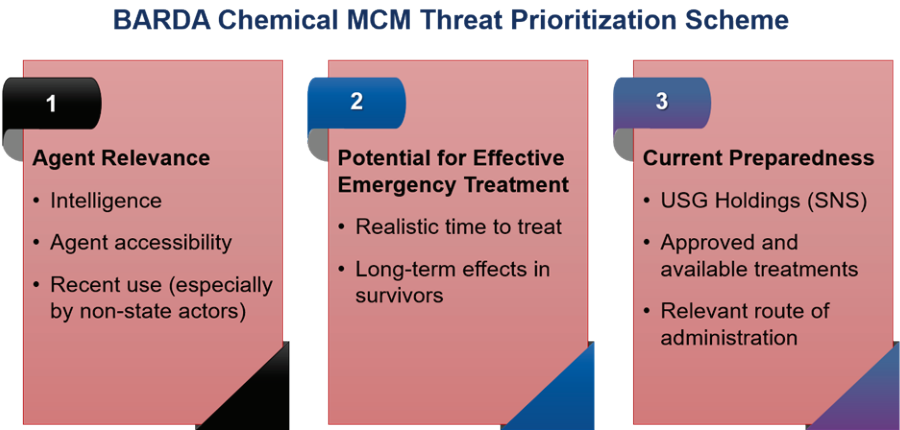 BARDA Chemical MCM Threat Prioritization Scheme
1
Agent Relevance
• Intelligence
• Agent accessibility
• Recent use (especially
by non-state actors)
2
Potential for Effective
Emergency Treatment
• Realistic time to treat
• Long-term effects in
survivors
3
Current Preparedness
• USG Holdings (SNS)
• Approved and
available treatments
• Relevant route of
administration